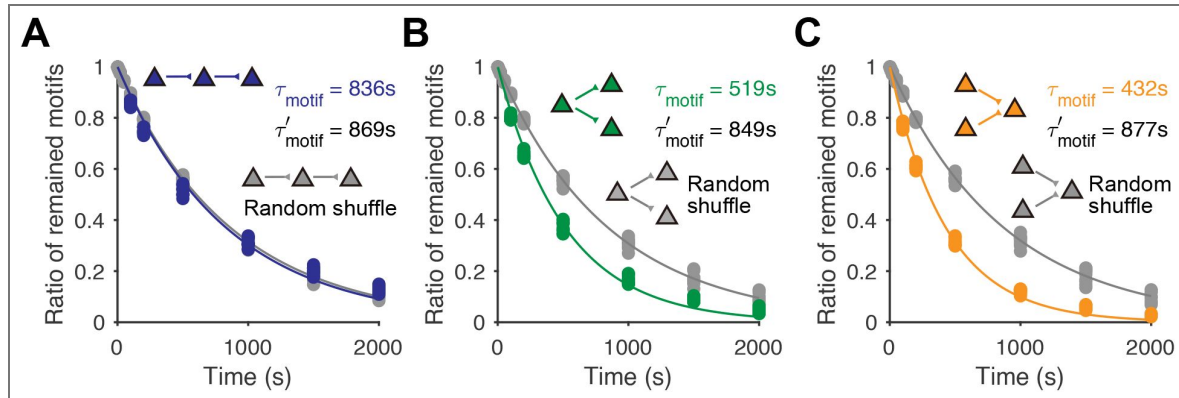 A
Ratio of remained motifs
1
0.8
0.6
0.4
0.2
0
τmotif = 836s
τ′motif = 869s
Random shuffle
0
1000
2000
Time (s)
B
Ratio of remained motifs
1
0.8
0.6
0.4
0.2
0
τmotif = 519s
τ′motif = 849s
Random
shuffle
0
1000
2000
Time (s)
C
Ratio of remained motifs
1
0.8
0.6
0.4
0.2
0
τmotif = 432s
τ′motif = 877s
Random
shuffle
0
1000
2000
Time (s)